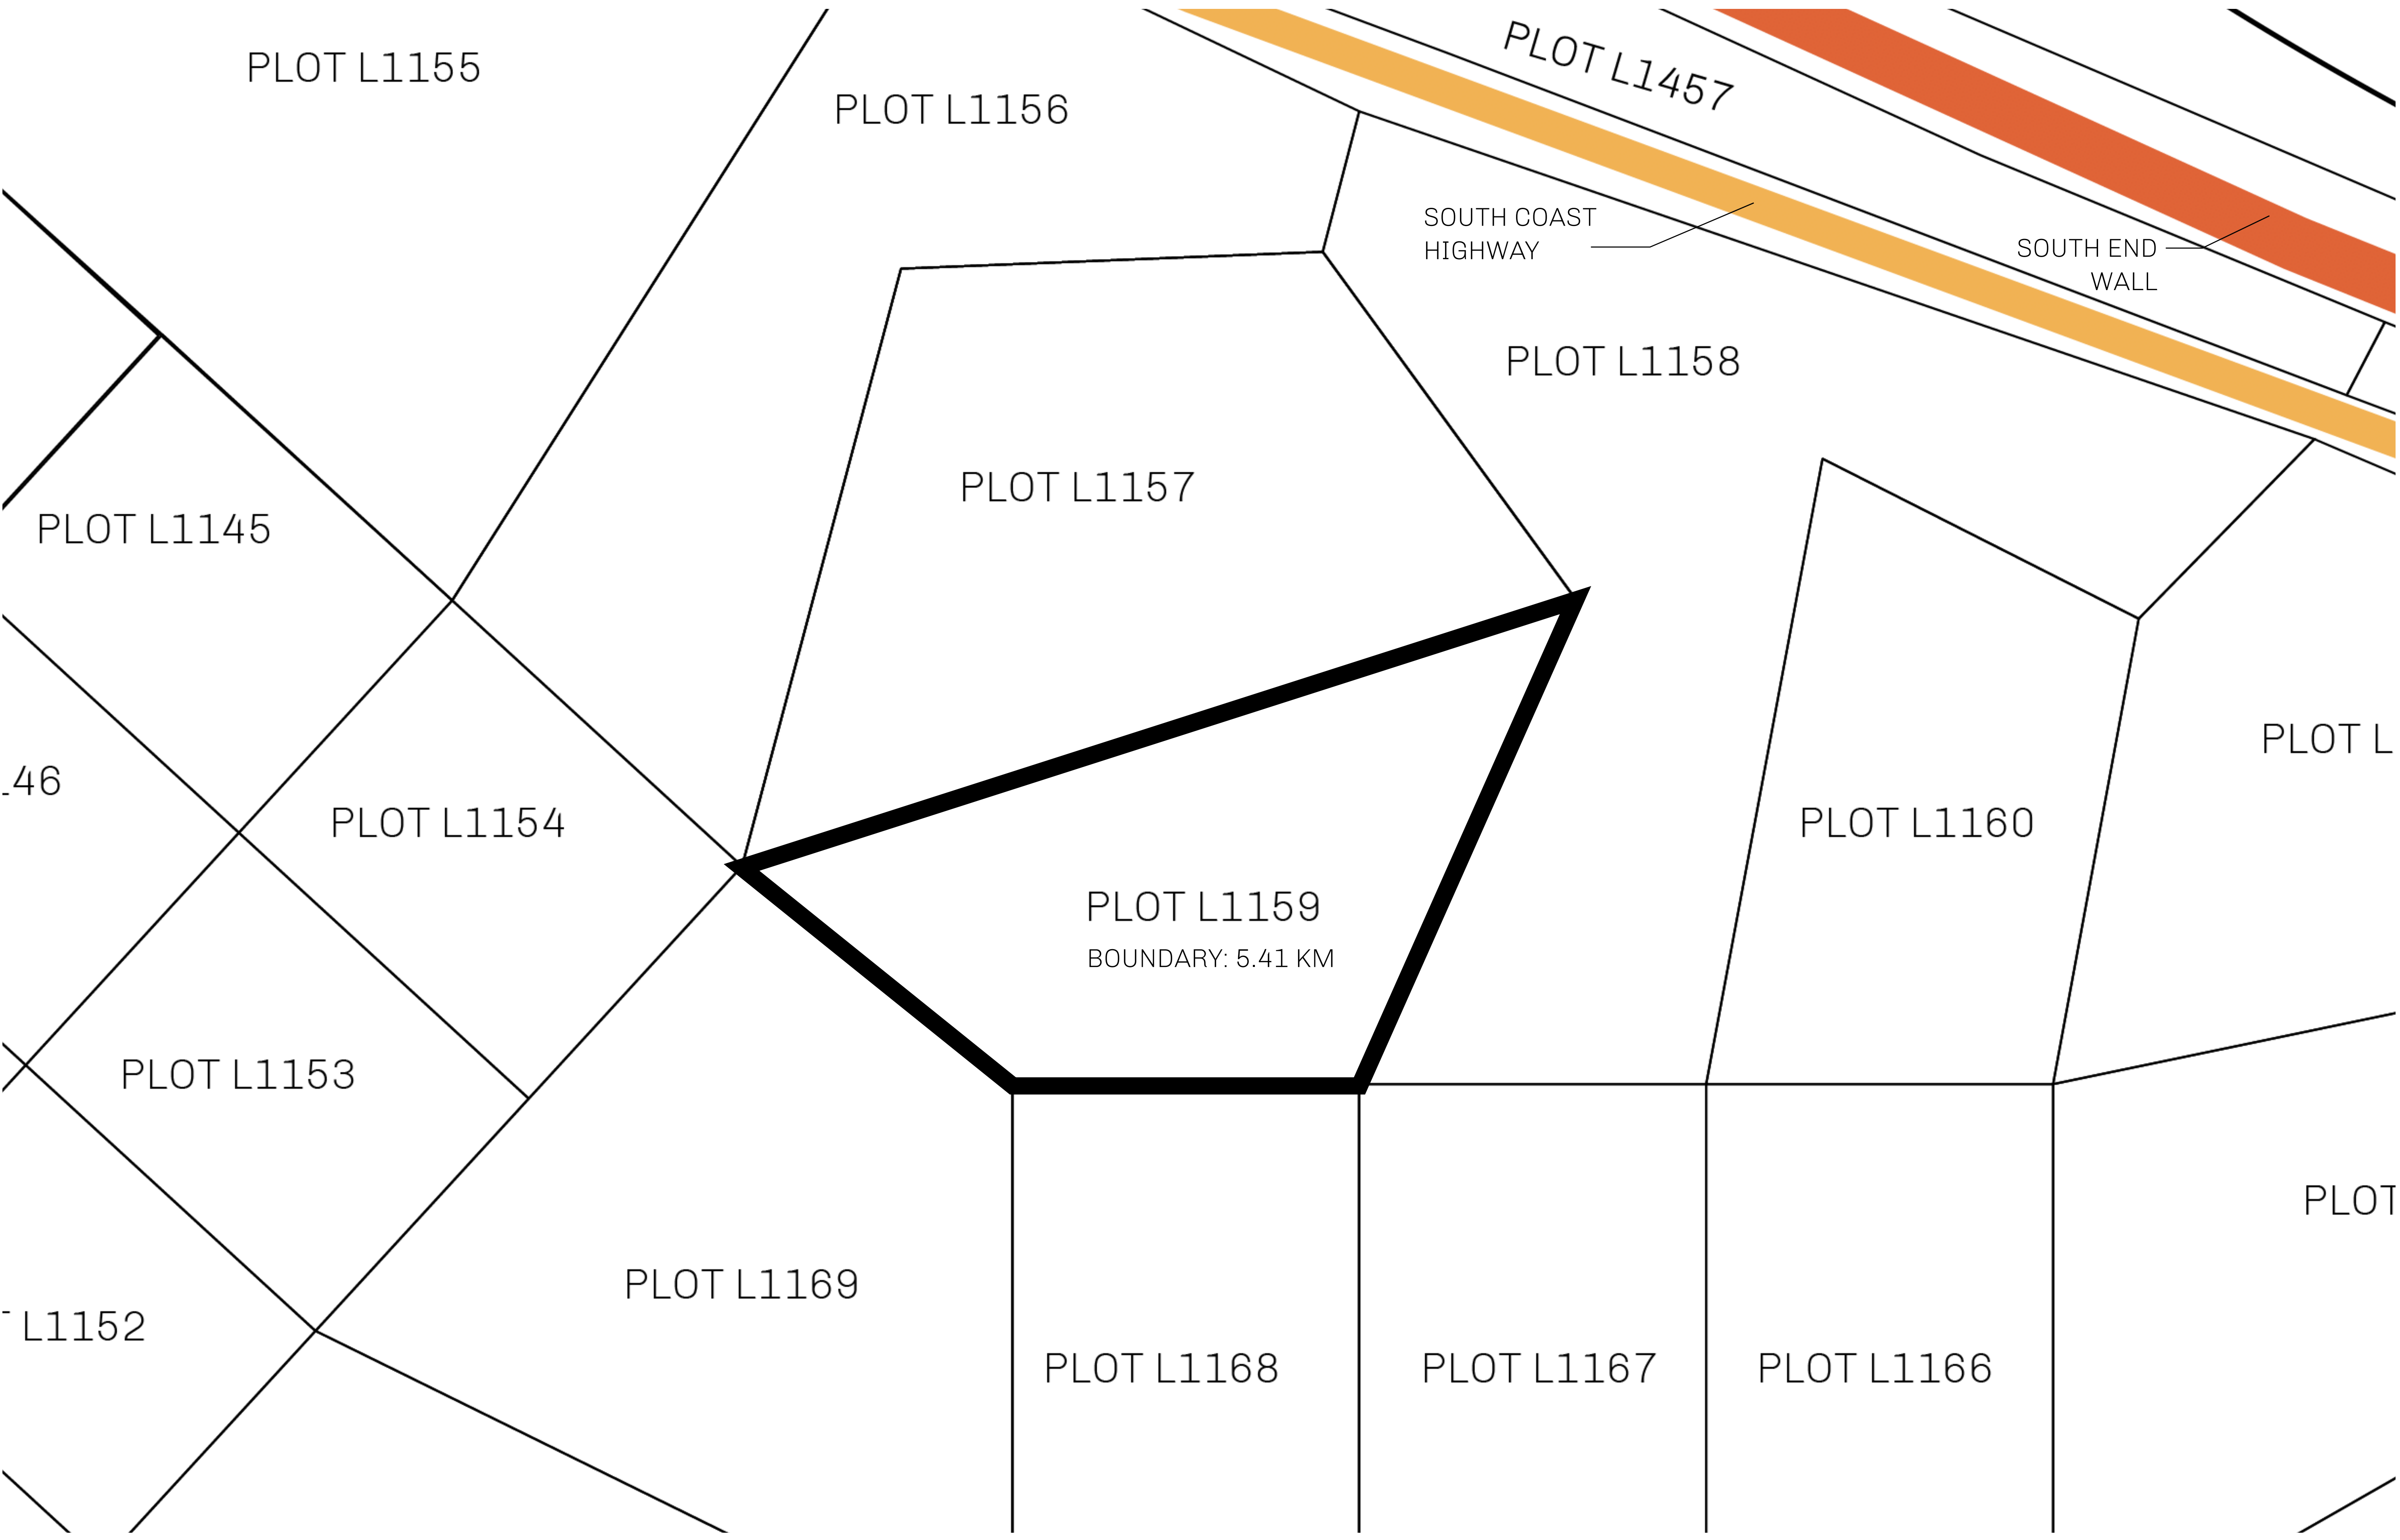 PLOT L1155
PLOT L1156
PLOT L1457
SOUTH COAST
HIGHWAY
SOUTH END
WALL
PLOT L1158
PLOT L1157
PLOT L1145
PLOT L
46
PLOT L1154
PLOT L1160
PLOT L1159
BOUNDARY: 5.41 KM
PLOT L1153
PLOT
PLOT L1169
L1152
PLOT L1168
PLOT L1167
PLOT L1166